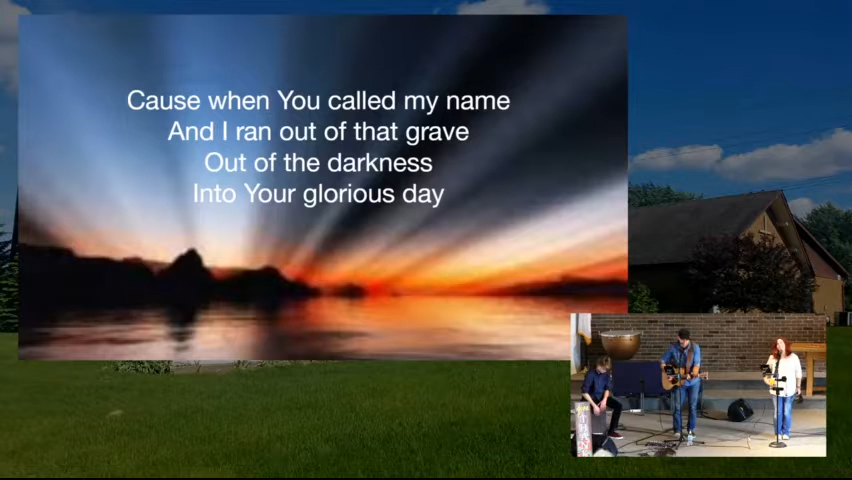 Cause when You called my name
And I ran out of that grave
Out of the darkness
Into Your glorious day